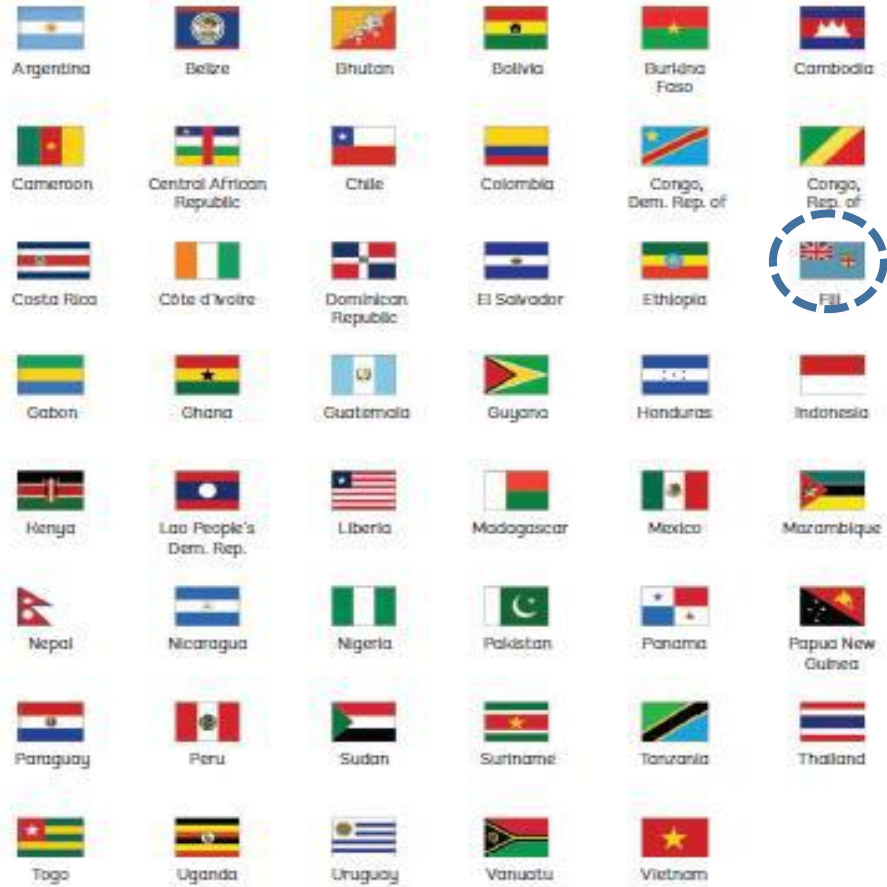 Argentina
Belize
Bhutan
Bolivia
Burkina
Faso
Cambodia
Cameroon
Central African
Republic
Chile
Colombia
Congo,
Dem. Rep. of
Congo,
Rep. of
Costa Rica
Côte d'Ivoire
Dominican
Republic
El Salvador
Ethiopia
Fiji
Gabon
Ghana
Guatemala
Guyana
Honduras
Indonesia
Kenya
Lao People's
Dem. Rep.
Liberia
Madagascar
Mexico
Mozambique
Nepal
Nicaragua
Nigeria
Pakistan
Panama
Papua New
Guinea
Paraguay
Peru
Sudan
Suriname
Tanzania
Thailand
Togo
Uganda
Uruguay
Vanuatu
Vietnam